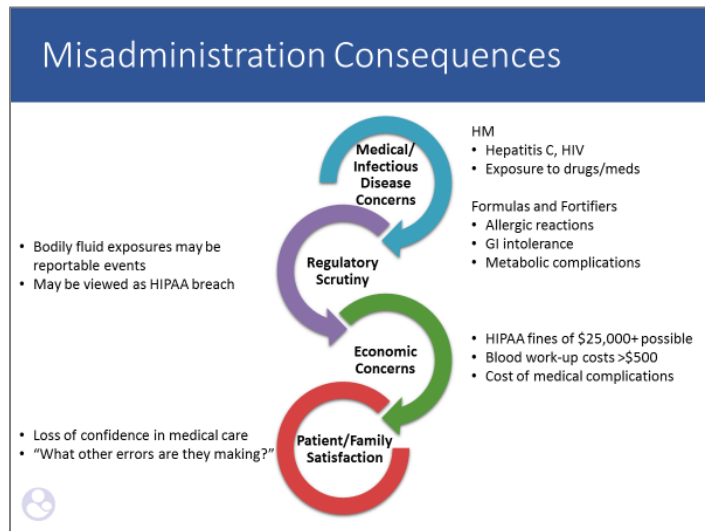 Misadministration Consequences
Medical/
Infectious
Disease
Concerns
HM
• Hepatitis C, HIV
• Exposure to drugs/meds
Formulas and Fortifiers
• Allergic reactions
• GI intolerance
• Metabolic complications
• Bodily fluid exposures may be
reportable events
• May be viewed as HIPAA breach
Regulatory
Scrutiny
Economic
Concerns
• HIPAA fines of $25,000+ possible
• Blood work-up costs >$500
• Cost of medical complications
• Loss of confidence in medical care
• “What other errors are they making?”
Patient/Family
Satisfaction